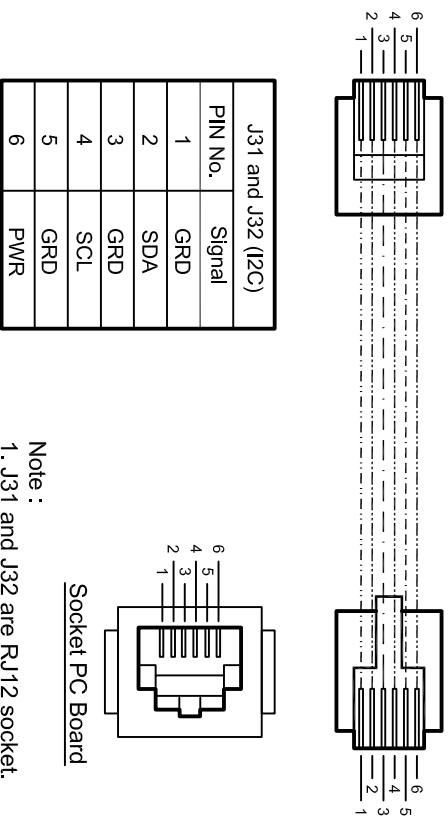 6
5
4
3
2
1
6
5
4
3
2
1
J31 and J32 (I2C)
PIN No. Signal
1 GRD
2 SDA
3 GRD
4 SCL
5 GRD
6 PWR
6
5
4
3
2
1
Socket PC Board
Note :
1. J31 and J32 are RJ12 socket.